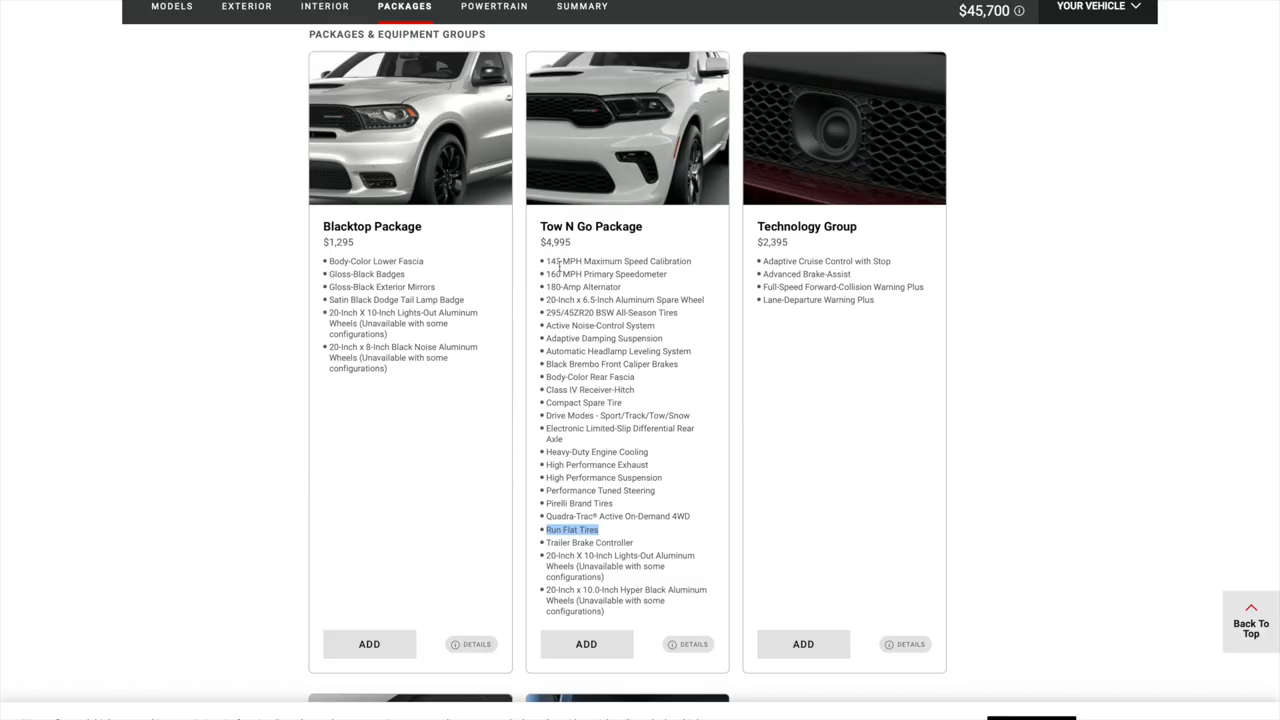 MODELS
EXTERIOR
INTERIOR
PACKAGES
POWERTRAIN
SUMMARY
$45,700
YOUR VEHICLE
PACKAGES & EQUIPMENT GROUPS
Blacktop Package
$1,295
Body-Color Lower Fascia
Gloss-Black Badges
Gloss-Black Exterior Mirrors
Satin Black Dodge Tail Lamp Badge
20-Inch X 10-Inch Lights-Out Aluminum
Wheels (Unavailable with some
configurations)
20-Inch x 8-Inch Black Noise Aluminum
Wheels (Unavailable with some
configurations)
ADD
DETAILS
Tow N Go Package
$4,995
145 MPH Maximum Speed Calibration
160 MPH Primary Speedometer
180-Amp Alternator
20-Inch x 6.5-Inch Aluminum Spare Wheel
295/45ZR20 BSW All-Season Tires
Active Noise-Control System
Adaptive Damping Suspension
Automatic Headlamp Leveling System
Black Brembo Front Caliper Brakes
Body-Color Rear Fascia
Class IV Receiver-Hitch
Compact Spare Tire
Drive Modes - Sport/Track/Tow/Snow
Electronic Limited-Slip Differential Rear
Axle
Heavy-Duty Engine Cooling
High Performance Exhaust
High Performance Suspension
Performance Tuned Steering
Pirelli Brand Tires
Quadra-Trac® Active On-Demand 4WD
Run Flat Tires
Trailer Brake Controller
20-Inch X 10-Inch Lights-Out Aluminum
Wheels (Unavailable with some
configurations)
20-Inch x 10.0-Inch Hyper Black Aluminum
Wheels (Unavailable with some
configurations)
ADD
DETAILS
Technology Group
$2,395
Adaptive Cruise Control with Stop
Advanced Brake-Assist
Full-Speed Forward-Collision Warning Plus
Lane-Departure Warning Plus
ADD
DETAILS
Back To
Top